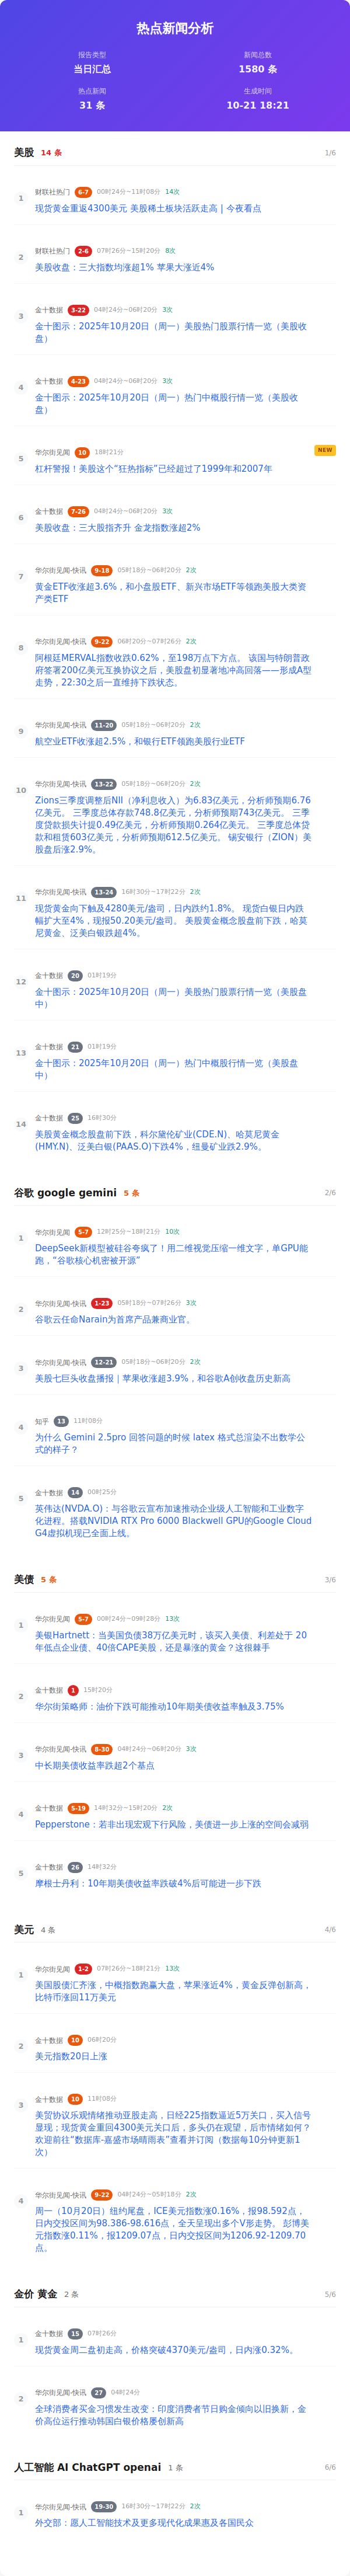 热点新闻分析
报告类型
新闻总数
当日汇总
1580 条
热点新闻
生成时间
31 条
10-21 18:21
美股 14 条 1/6
1
财联社热门 6-7 00时24分~11时08分 14次
现货黄金重返4300美元 美股稀土板块活跃走高 | 今夜看点
2
财联社热门 2-6 07时26分~15时20分 8次
美股收盘：三大指数均涨超1% 苹果大涨近4%
3
金十数据 3-22 04时24分~06时20分 3次
金十图示：2025年10月20日（周一）美股热门股票行情一览（美股收
盘）
4
金十数据 4-23 04时24分~06时20分 3次
金十图示：2025年10月20日（周一）热门中概股行情一览（美股收
盘）
5
华尔街见闻 10 18时21分
NEW
杠杆警报！美股这个“狂热指标”已经超过了1999年和2007年
6
金十数据 7-26 04时24分~06时20分 3次
美股收盘：三大股指齐升 金龙指数涨超2%
7
华尔街见闻-快讯 9-18 05时18分~06时20分 2次
黄金ETF收涨超3.6%，和小盘股ETF、新兴市场ETF等领跑美股大类资
产类ETF
8
华尔街见闻-快讯 9-22 06时20分~07时26分 2次
阿根廷MERVAL指数收跌0.62%，至198万点下方点。 该国与特朗普政
府签署200亿美元互换协议之后，美股盘初显著地冲高回落——形成A型
走势，22:30之后一直维持下跌状态。
9
华尔街见闻-快讯 11-20 05时18分~06时20分 2次
航空业ETF收涨超2.5%，和银行ETF领跑美股行业ETF
10
华尔街见闻-快讯 13-22 05时18分~06时20分 2次
Zions三季度调整后NII（净利息收入）为6.83亿美元，分析师预期6.76
亿美元。 三季度总体存款748.8亿美元，分析师预期743亿美元。 三季
度贷款损失计提0.49亿美元，分析师预期0.264亿美元。 三季度总体贷
款和租赁603亿美元，分析师预期612.5亿美元。 锡安银行（ZION）美
股盘后涨2.9%。
11
华尔街见闻-快讯 13-24 16时30分~17时22分 2次
现货黄金向下触及4280美元/盎司，日内跌约1.8%。 现货白银日内跌
幅扩大至4%，现报50.20美元/盎司。 美股黄金概念股盘前下跌，哈莫
尼黄金、泛美白银跌超4%。
12
金十数据 20 01时19分
金十图示：2025年10月20日（周一）美股热门股票行情一览（美股盘
中）
13
金十数据 21 01时19分
金十图示：2025年10月20日（周一）热门中概股行情一览（美股盘
中）
14
金十数据 25 16时30分
美股黄金概念股盘前下跌，科尔黛伦矿业(CDE.N)、哈莫尼黄金
(HMY.N)、泛美白银(PAAS.O)下跌4%，纽曼矿业跌2.9%。
谷歌 google gemini 5 条 2/6
1
华尔街见闻 5-7 12时25分~18时21分 10次
DeepSeek新模型被硅谷夸疯了！用二维视觉压缩一维文字，单GPU能
跑，“谷歌核心机密被开源”
2
华尔街见闻-快讯 1-23 05时18分~07时26分 3次
谷歌云任命Narain为首席产品兼商业官。
3
华尔街见闻-快讯 12-21 05时18分~06时20分 2次
美股七巨头收盘播报｜苹果收涨超3.9%，和谷歌A创收盘历史新高
4
知乎 13 11时08分
为什么 Gemini 2.5pro 回答问题的时候 latex 格式总渲染不出数学公
式的样子？
5
金十数据 14 00时25分
英伟达(NVDA.O)：与谷歌云宣布加速推动企业级人工智能和工业数字
化进程。搭载NVIDIA RTX Pro 6000 Blackwell GPU的Google Cloud
G4虚拟机现已全面上线。
美债 5 条 3/6
1
华尔街见闻 5-7 00时24分~09时28分 13次
美银Hartnett：当美国负债38万亿美元时，该买入美债、利差处于 20
年低点企业债、40倍CAPE美股，还是暴涨的黄金？这很棘手
2
金十数据 1 15时20分
华尔街策略师：油价下跌可能推动10年期美债收益率触及3.75%
3
华尔街见闻-快讯 8-30 04时24分~06时20分 3次
中长期美债收益率跌超2个基点
4
金十数据 5-19 14时32分~15时20分 2次
Pepperstone：若非出现宏观下行风险，美债进一步上涨的空间会减弱
5
金十数据 26 14时32分
摩根士丹利：10年期美债收益率跌破4%后可能进一步下跌
美元 4 条 4/6
1
华尔街见闻 1-2 07时26分~18时21分 13次
美国股债汇齐涨，中概指数跑赢大盘，苹果涨近4%，黄金反弹创新高，
比特币涨回11万美元
2
金十数据 10 06时20分
美元指数20日上涨
3
金十数据 10 11时08分
美贸协议乐观情绪推动亚股走高，日经225指数逼近5万关口，买入信号
显现；现货黄金重回4300美元关口后，多头仍在观望，后市情绪如何？
欢迎前往“数据库-嘉盛市场晴雨表”查看并订阅（数据每10分钟更新1
次）
4
华尔街见闻-快讯 9-22 04时24分~05时18分 2次
周一（10月20日）纽约尾盘，ICE美元指数涨0.16%，报98.592点，
日内交投区间为98.386-98.616点，全天呈现出多个V形走势。 彭博美
元指数涨0.11%，报1209.07点，日内交投区间为1206.92-1209.70
点。
金价 黄金 2 条 5/6
1
金十数据 15 07时26分
现货黄金周二盘初走高，价格突破4370美元/盎司，日内涨0.32%。
2
华尔街见闻-快讯 27 04时24分
全球消费者买金习惯发生改变：印度消费者节日购金倾向以旧换新，金
价高位运行推动韩国白银价格屡创新高
人工智能 AI ChatGPT openai 1 条 6/6
1
华尔街见闻-快讯 19-30 16时30分~17时22分 2次
外交部：愿人工智能技术及更多现代化成果惠及各国民众